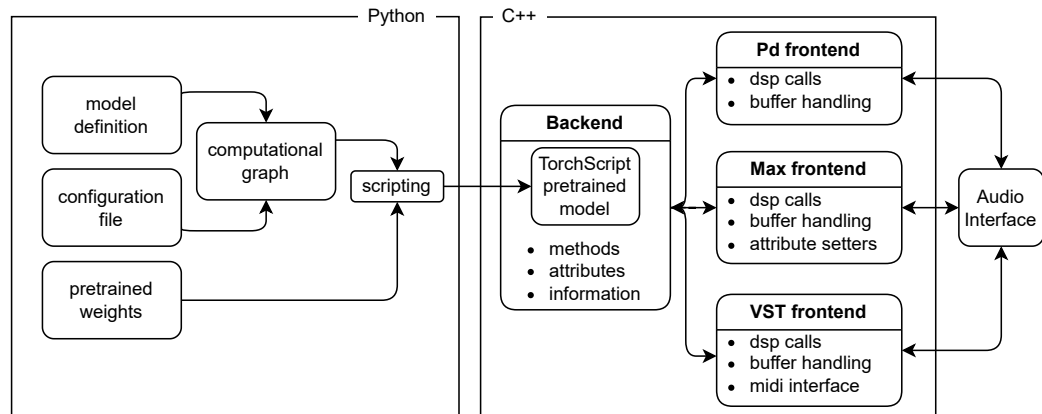 Python
C++
model
definition
configuration
file
pretrained
weights
computational
graph
scripting
Backend
TorchScript
pretrained
model
• methods
• attributes
• information
Pd frontend
• dsp calls
• buffer handling
Max frontend
• dsp calls
• buffer handling
• attribute setters
VST frontend
• dsp calls
• buffer handling
• midi interface
Audio
Interface